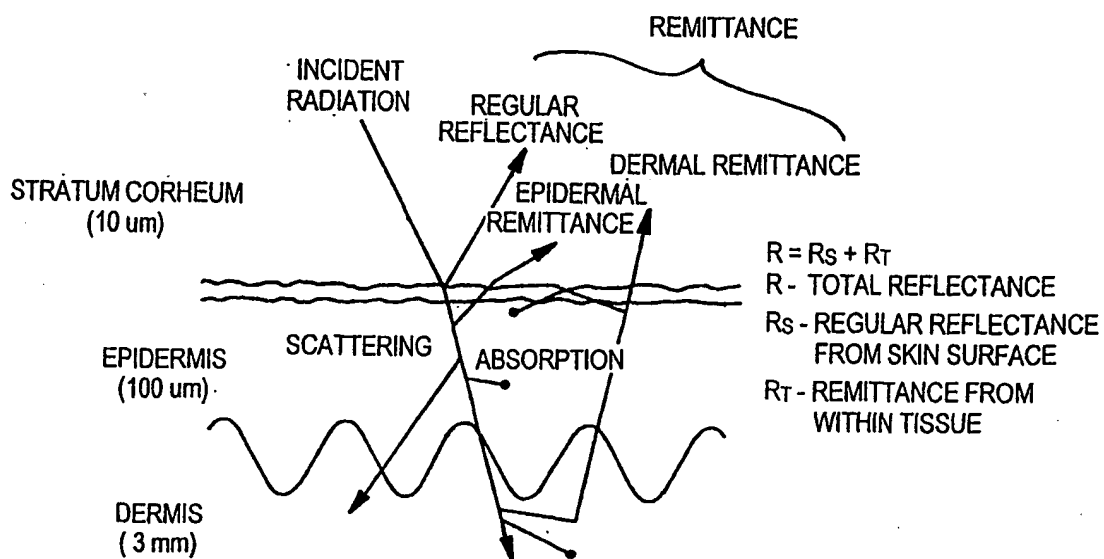 REMITTANCE
INCIDENT
RADIATION
REGULAR
REFLECTANCE
DERMAL REMITTANCE
STRATUM CORHEUM
(10 um)
EPIDERMAL
REMITTANCE
R = RS + RT
R - TOTAL REFLECTANCE
RS - REGULAR REFLECTANCE
FROM SKIN SURFACE
RT - REMITTANCE FROM
WITHIN TISSUE
SCATTERING
ABSORPTION
EPIDERMIS
(100 um)
DERMIS
( 3 mm)